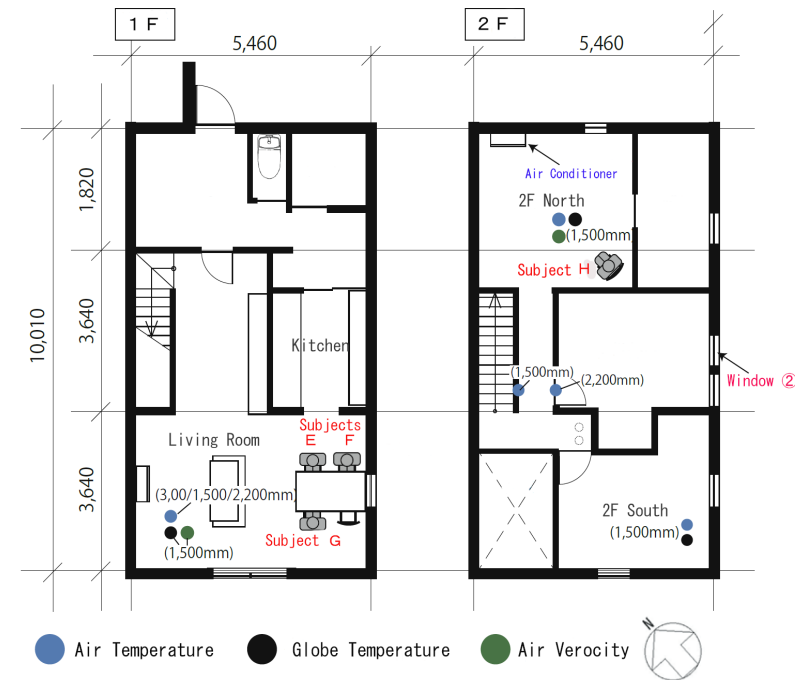 1 F
2 F
5,460
5,460
Air Conditioner
2F North
1,820
(1,500mm)
Subject H
10,010
3,640
Kitchen
(1,500mm)
(2,200mm)
Window ②
Subjects
E F
Living Room
3,640
(3,00/1,500/2,200mm)
2F South
(1,500mm)
Subject G
(1,500mm)
Air Temperature
Globe Temperature
Air Verocity
N